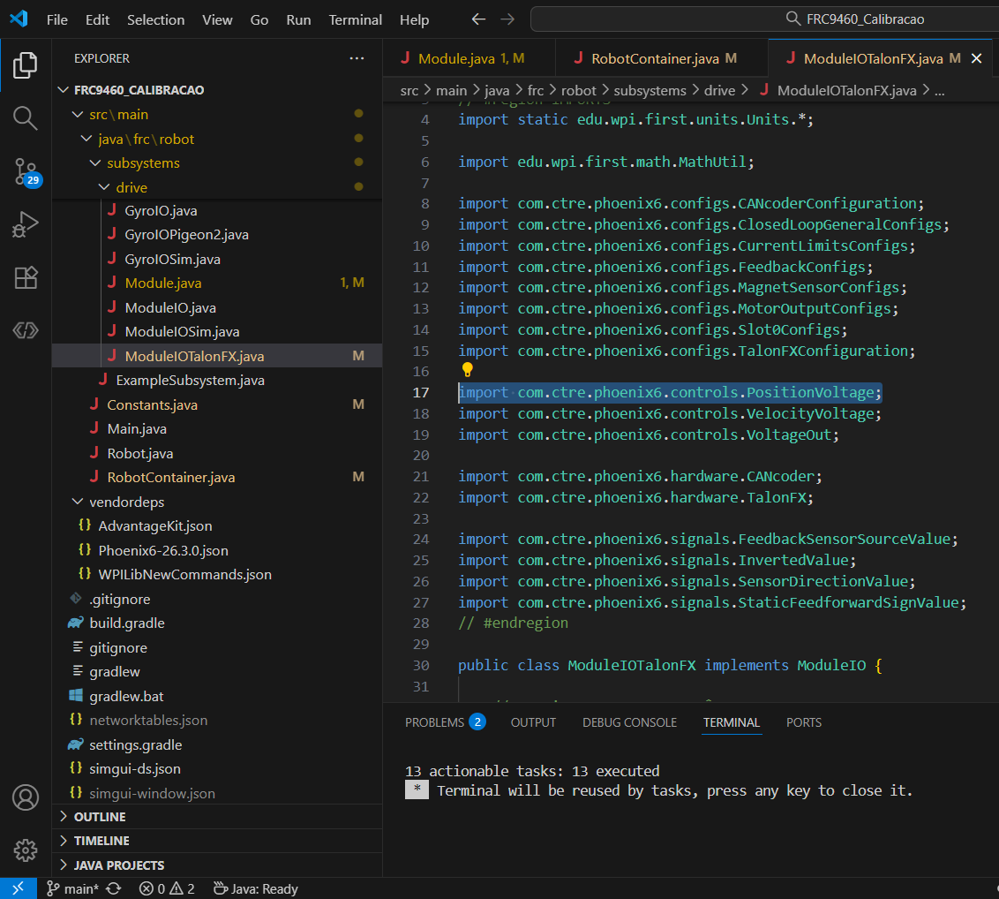 File Edit Selection View Go Run Terminal Help
FRC9460_Calibracao
EXPLORER
FRC9460_CALIBRACAO
src\main
java\frc\robot
subsystems
drive
GyroIO.java
GyroIOPigeon2.java
GyroIOSim.java
Module.java 1, M
ModuleIO.java
ModuleIOSim.java
ModuleIOTalonFX.java M
ExampleSubsystem.java
Constants.java M
Main.java
Robot.java
RobotContainer.java M
vendordeps
{} AdvantageKit.json
{} Phoenix6-26.3.0.json
{} WPILibNewCommands.json
.gitignore
build.gradle
gitignore
gradlew
gradlew.bat
{} networktables.json
settings.gradle
{} simgui-ds.json
{} simgui-window.json
OUTLINE
TIMELINE
JAVA PROJECTS
29
Module.java 1, M
RobotContainer.java M
ModuleIOTalonFX.java M
src > main > java > frc > robot > subsystems > drive > ModuleIOTalonFX.java > ...
3 // #region IMPORTS
4 import static edu.wpi.first.units.Units.*;
5
6 import edu.wpi.first.math.MathUtil;
7
8 import com.ctre.phoenix6.configs.CANcoderConfiguration;
9 import com.ctre.phoenix6.configs.ClosedLoopGeneralConfigs;
10 import com.ctre.phoenix6.configs.CurrentLimitsConfigs;
11 import com.ctre.phoenix6.configs.FeedbackConfigs;
12 import com.ctre.phoenix6.configs.MagnetSensorConfigs;
13 import com.ctre.phoenix6.configs.MotorOutputConfigs;
14 import com.ctre.phoenix6.configs.Slot0Configs;
15 import com.ctre.phoenix6.configs.TalonFXConfiguration;
16
17 import com.ctre.phoenix6.controls.PositionVoltage;
18 import com.ctre.phoenix6.controls.VelocityVoltage;
19 import com.ctre.phoenix6.controls.VoltageOut;
20
21 import com.ctre.phoenix6.hardware.CANcoder;
22 import com.ctre.phoenix6.hardware.TalonFX;
23
24 import com.ctre.phoenix6.signals.FeedbackSensorSourceValue;
25 import com.ctre.phoenix6.signals.InvertedValue;
26 import com.ctre.phoenix6.signals.SensorDirectionValue;
27 import com.ctre.phoenix6.signals.StaticFeedforwardSignValue;
28 // #endregion
29
30 public class ModuleIOTalonFX implements ModuleIO {
31
PROBLEMS 2 OUTPUT DEBUG CONSOLE TERMINAL PORTS
13 actionable tasks: 13 executed
* Terminal will be reused by tasks, press any key to close it.
main* 0 2 Java: Ready